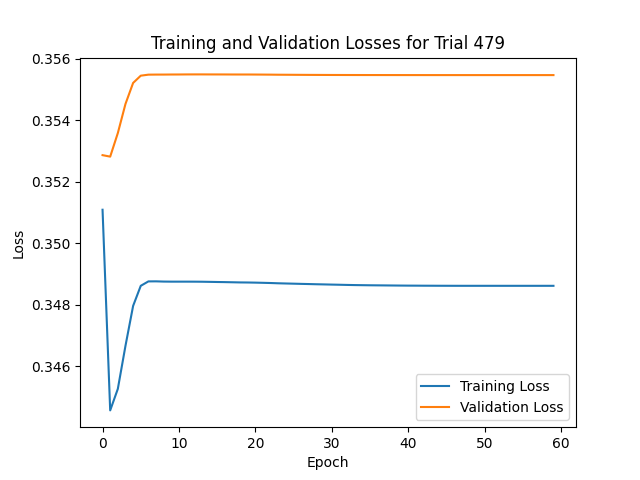 Training and Validation Losses for Trial 479
0.356
0.354
0.352
0.350
0.348
0.346
Loss
0 10 20 30 40 50 60
Epoch
Training Loss
Validation Loss